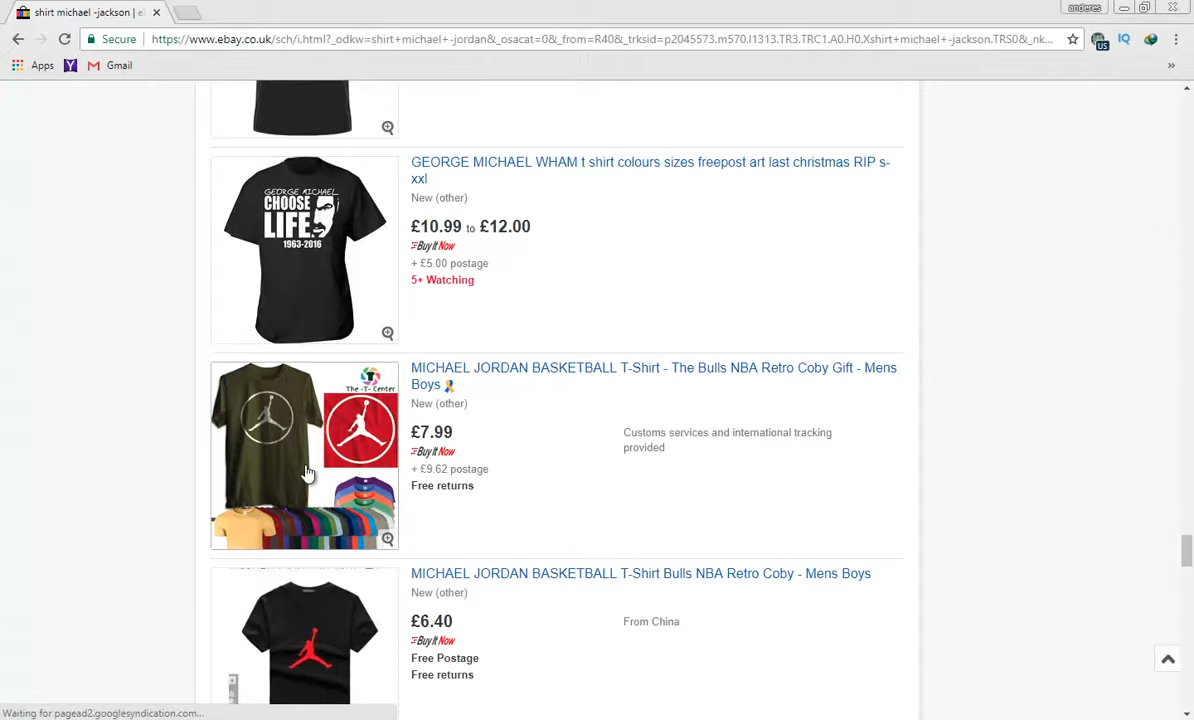 shirt michael -jackson | e
anderes
Secure
https://www.ebay.co.uk/sch/i.html?_odkw=shirt+michael+-jordan&_osacat=0&_from=R40&_trksid=p2045573.m570.l1313.TR3.TRC1.A0.H0.Xshirt+michael+-jackson.TRS0&_nk...
US
IQ
Apps
Gmail
»
GEORGE MICHAEL WHAM t shirt colours sizes freepost art last christmas RIP s-
xxl
New (other)
£10.99 to £12.00
Buy It Now
+ £5.00 postage
5+ Watching
GEORGE MICHAEL
CHOOSE
LIFE
1963-2016
MICHAEL JORDAN BASKETBALL T-Shirt - The Bulls NBA Retro Coby Gift - Mens
Boys
New (other)
£7.99
Buy It Now
+ £9.62 postage
Free returns
Customs services and international tracking
provided
The -T- Center
MICHAEL JORDAN BASKETBALL T-Shirt Bulls NBA Retro Coby - Mens Boys
New (other)
£6.40
Buy It Now
Free Postage
Free returns
From China
Waiting for pagead2.googlesyndication.com...